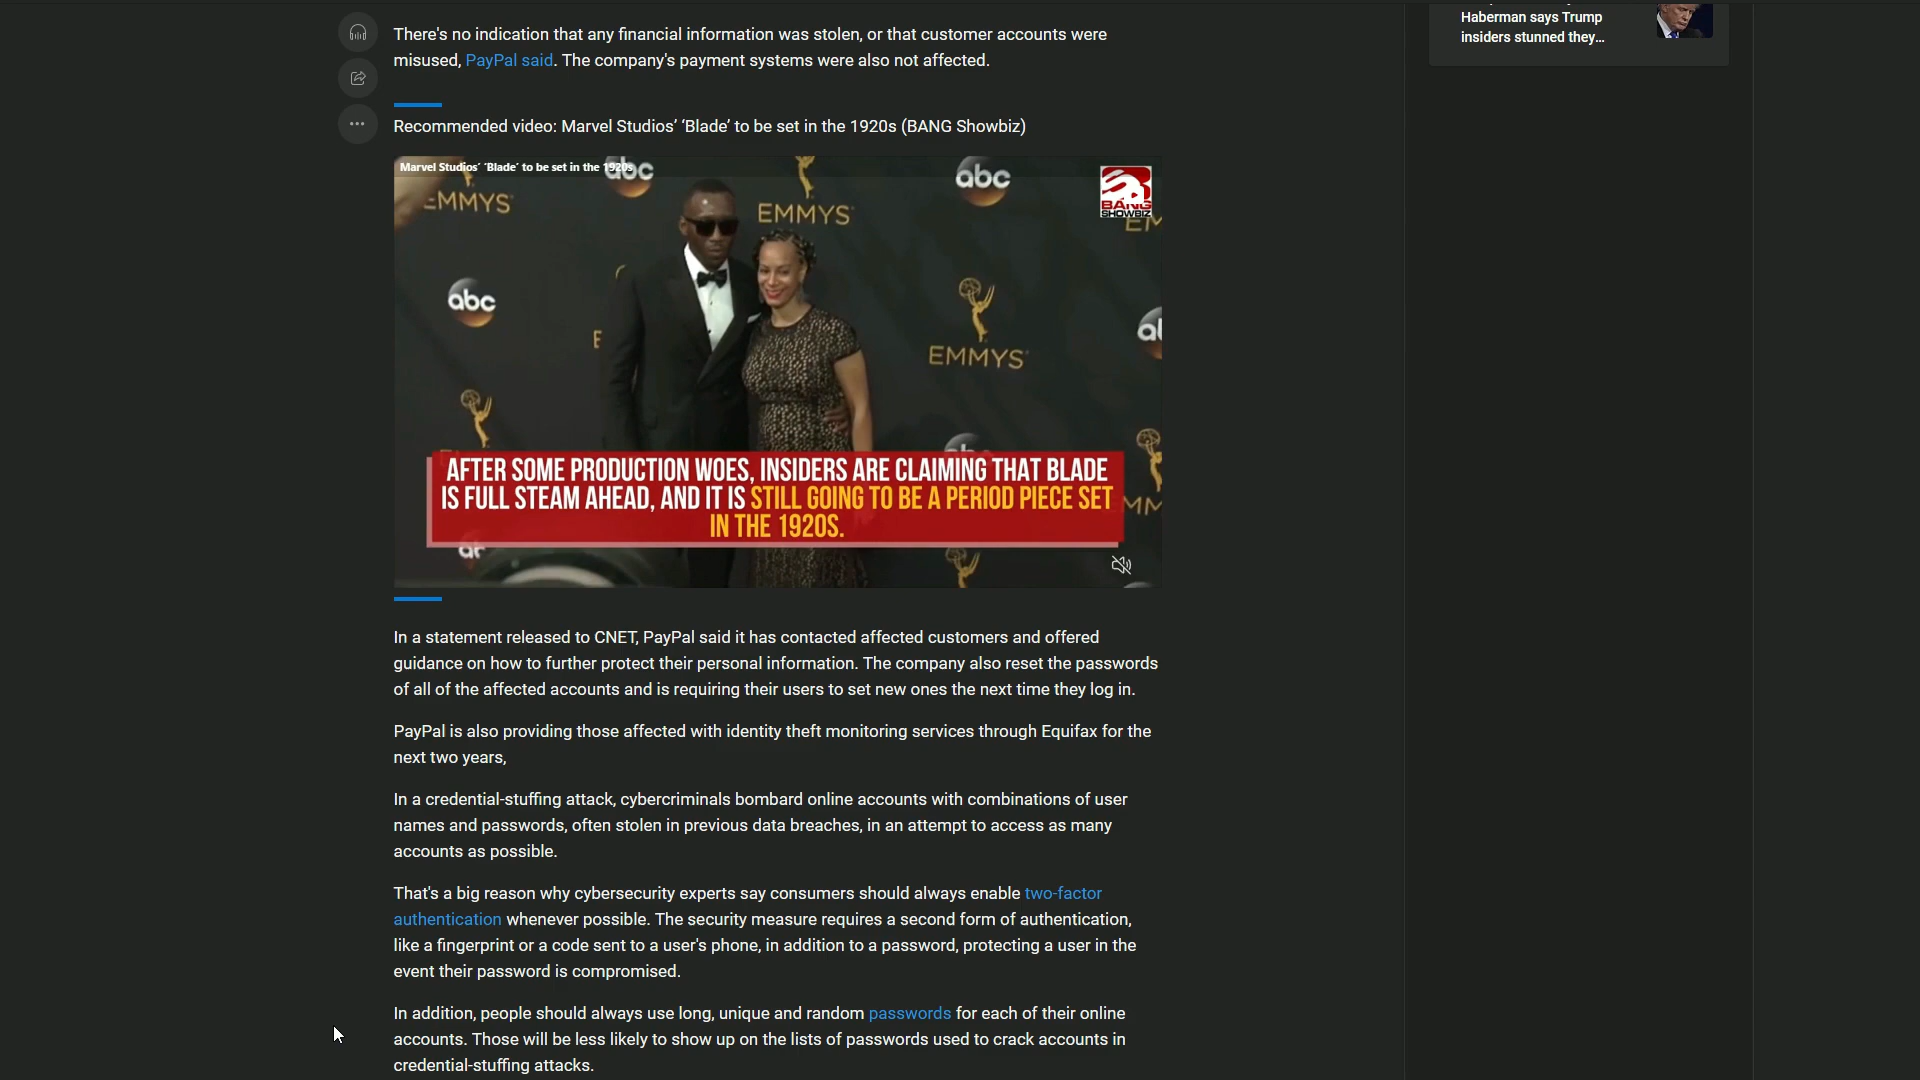 Haberman says Trump
insiders stunned they…
There's no indication that any financial information was stolen, or that customer accounts were
misused, PayPal said. The company's payment systems were also not affected.
Recommended video: Marvel Studios’ ‘Blade’ to be set in the 1920s (BANG Showbiz)
Marvel Studios’ ‘Blade’ to be set in the 1920s
abc
abc
BANG
SHOWBIZ
EMMYS
EMMYS
EM
abc
EMMYS
AFTER SOME PRODUCTION WOES, INSIDERS ARE CLAIMING THAT BLADE
IS FULL STEAM AHEAD, AND IT IS STILL GOING TO BE A PERIOD PIECE SET
IN THE 1920S.
In a statement released to CNET, PayPal said it has contacted affected customers and offered
guidance on how to further protect their personal information. The company also reset the passwords
of all of the affected accounts and is requiring their users to set new ones the next time they log in.
PayPal is also providing those affected with identity theft monitoring services through Equifax for the
next two years,
In a credential-stuffing attack, cybercriminals bombard online accounts with combinations of user
names and passwords, often stolen in previous data breaches, in an attempt to access as many
accounts as possible.
That's a big reason why cybersecurity experts say consumers should always enable two-factor
authentication whenever possible. The security measure requires a second form of authentication,
like a fingerprint or a code sent to a user's phone, in addition to a password, protecting a user in the
event their password is compromised.
In addition, people should always use long, unique and random passwords for each of their online
accounts. Those will be less likely to show up on the lists of passwords used to crack accounts in
credential-stuffing attacks.